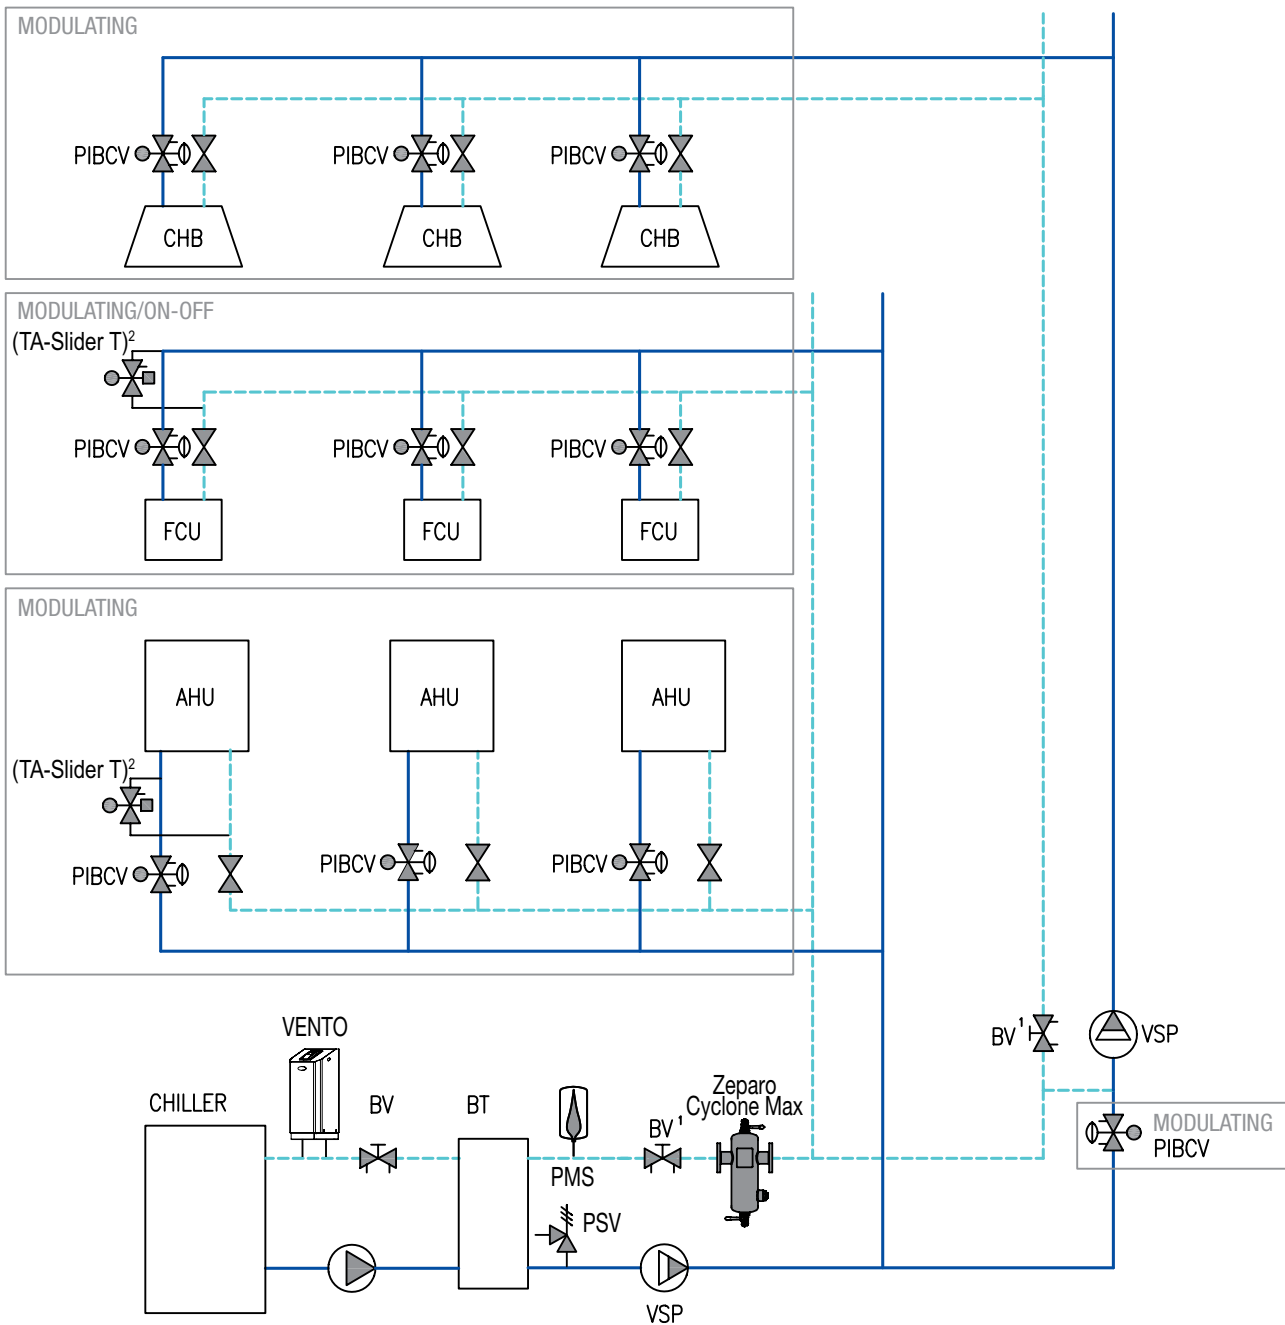 MODULATING
PIBCV
PIBCV
PIBCV
CHB
CHB
CHB
MODULATING/ON-OFF
(TA-Slider T)²
PIBCV
PIBCV
PIBCV
FCU
FCU
FCU
MODULATING
AHU
AHU
AHU
(TA-Slider T)²
PIBCV
PIBCV
PIBCV
VENTO
BV¹
VSP
CHILLER
BV
BT
Zeparo
Cyclone Max
BV¹
MODULATING
PIBCV
PMS
PSV
VSP